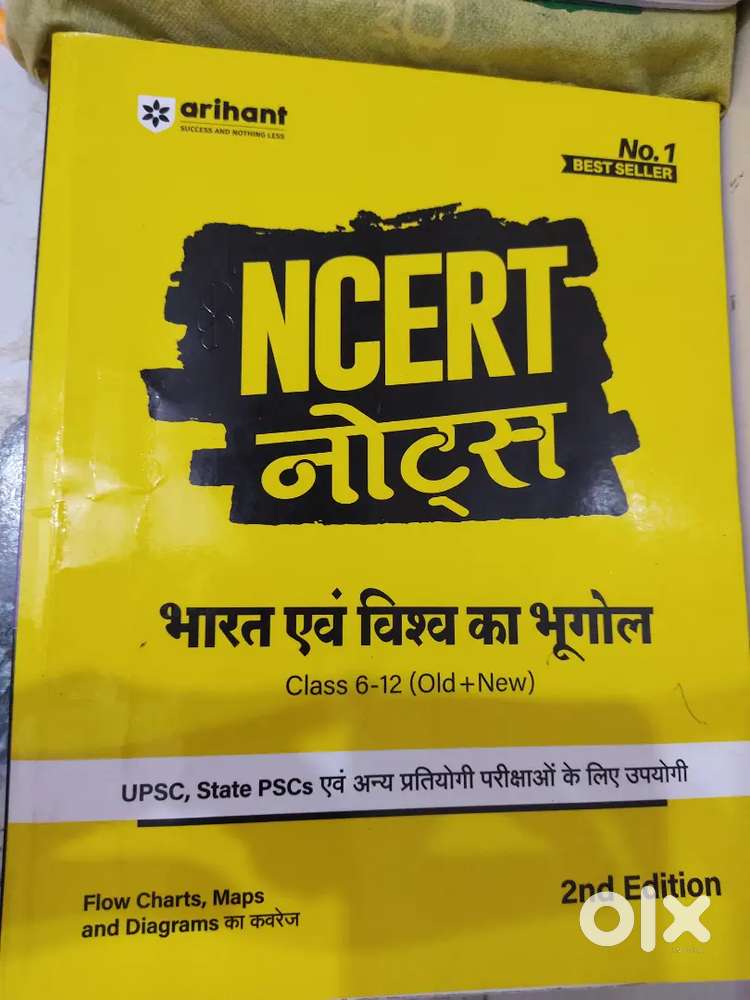 arihant
SUCCESS AND NOTHING LESS
No.1
BEST SELLER
NCERT
नोट्स
भारत एवं विश्व का भूगोल
Class 6-12 (Old+New)
UPSC, State PSCs एवं अन्य प्रतियोगी परीक्षाओं के लिए उपयोगी
Flow Charts, Maps
and Diagrams का कवरेज
2nd Edition
olx